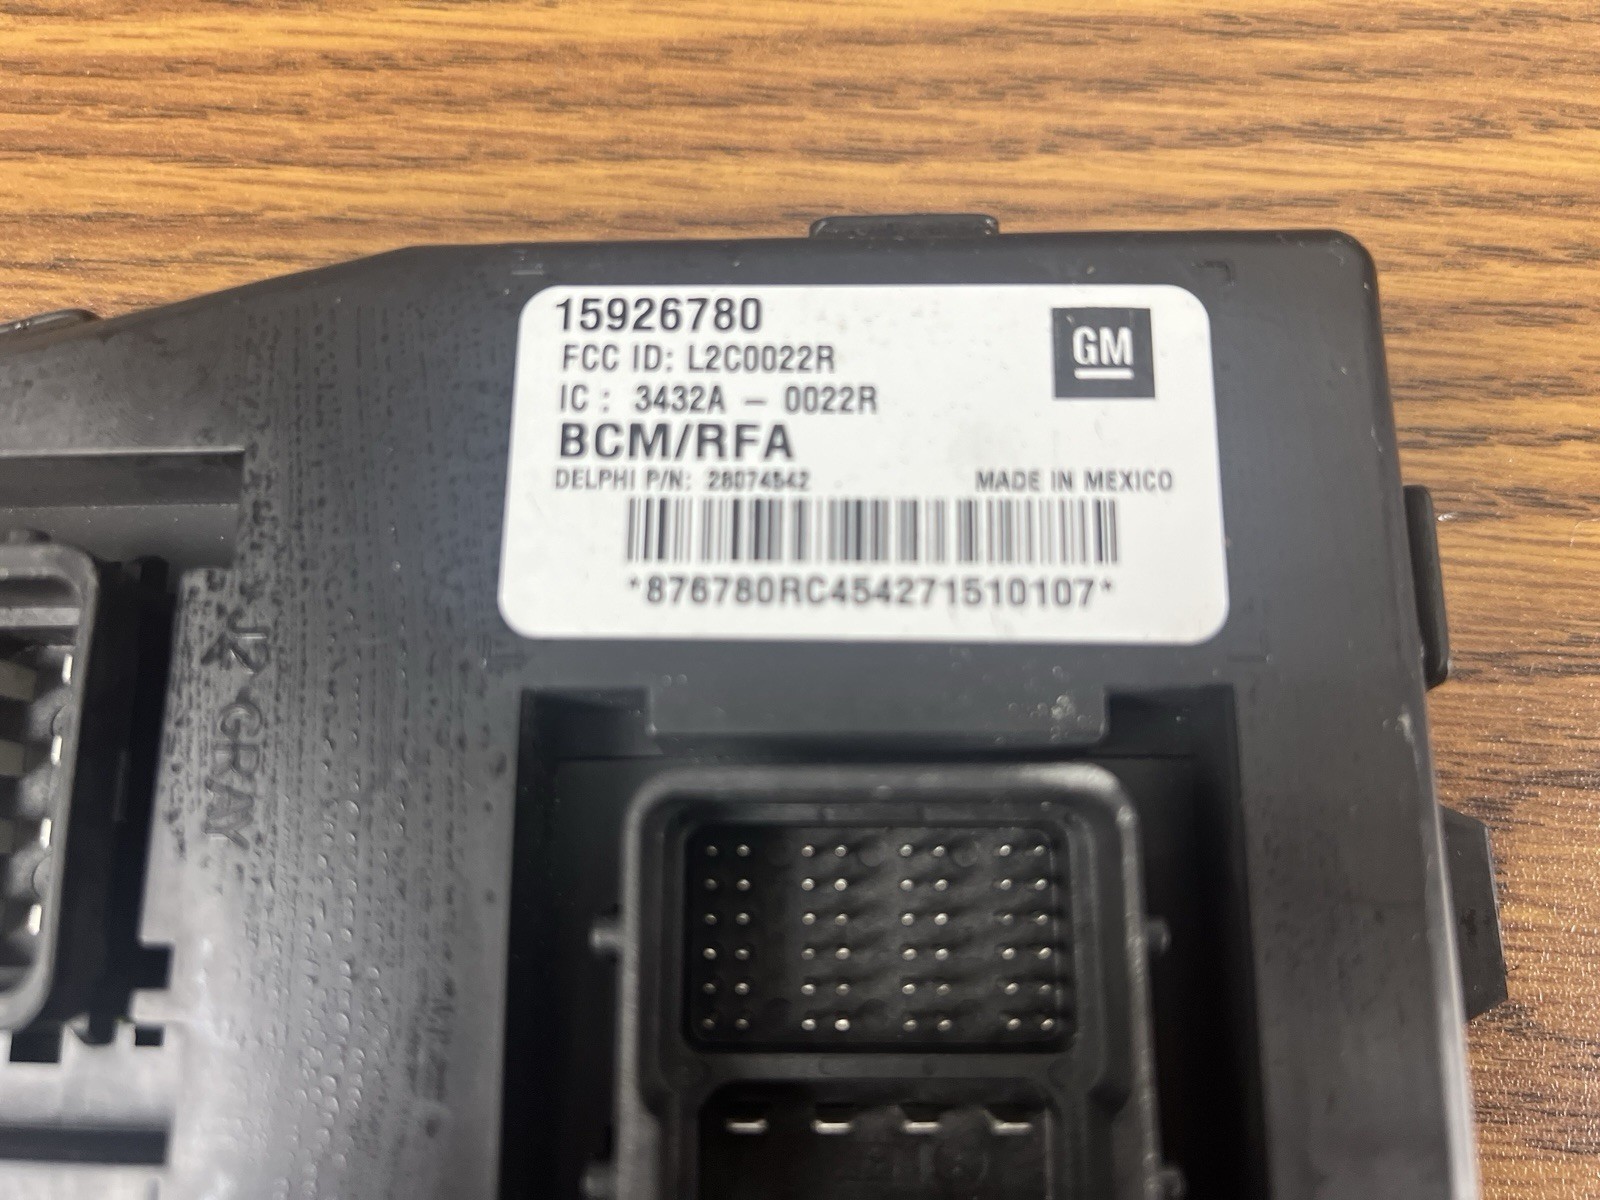 15926780
GM
FCC ID: L2C0022R
IC : 3432A - 0022R
BCM/RFA
DELPHI P/N: 28074542
MADE IN MEXICO
*876780RC454271510107*
J2-GRAY